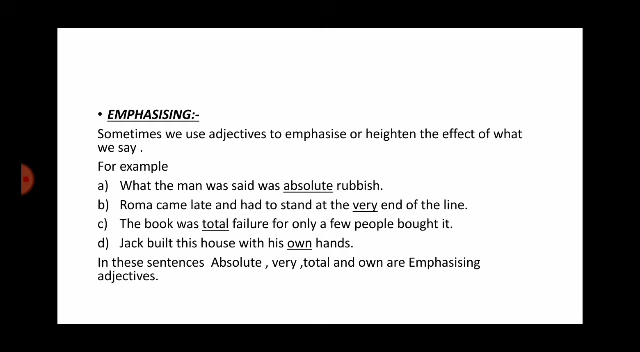 • EMPHASISING:-
Sometimes we use adjectives to emphasise or heighten the effect of what
we say .
For example
a) What the man was said was absolute rubbish.
b) Roma came late and had to stand at the very end of the line.
c) The book was total failure for only a few people bought it.
d) Jack built this house with his own hands.
In these sentences Absolute , very ,total and own are Emphasising
adjectives.